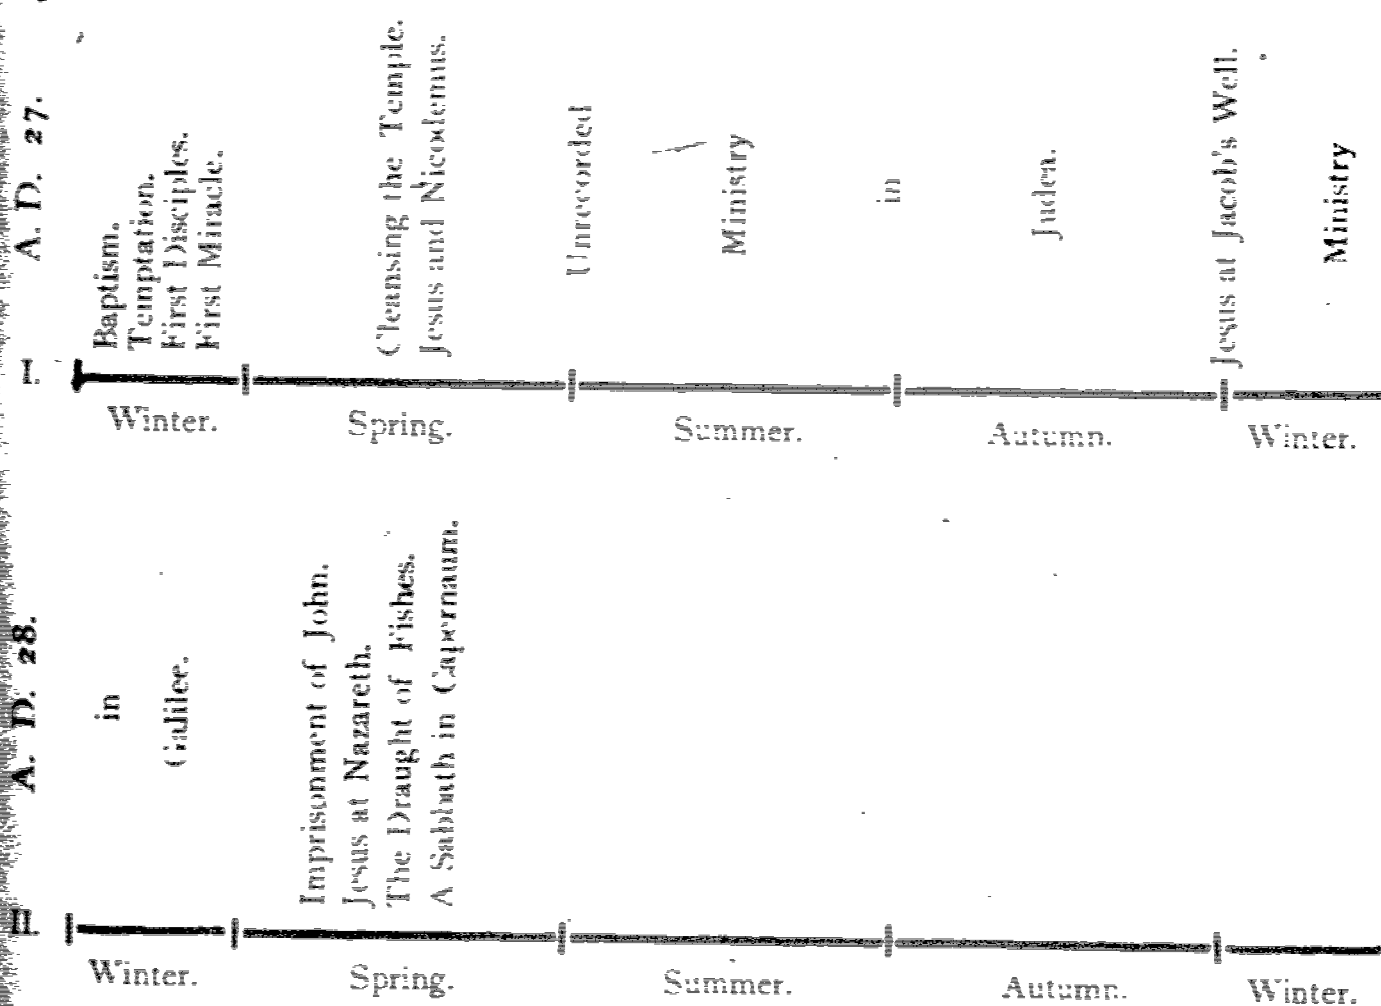 A. D. 27.
I.
Baptism.
Temptation.
First Disciples.
First Miracle.
Cleansing the Temple.
Jesus and Nicodemus.
Unrecorded
Ministry
in
Judea.
Jesus at Jacob's Well.
Ministry
Winter.
Spring.
Summer.
Autumn.
Winter.
A. D. 28.
II.
in
Galilee.
Imprisonment of John.
Jesus at Nazareth.
The Draught of Fishes.
A Sabbath in Capernaum.
Winter.
Spring.
Summer.
Autumn.
Winter.